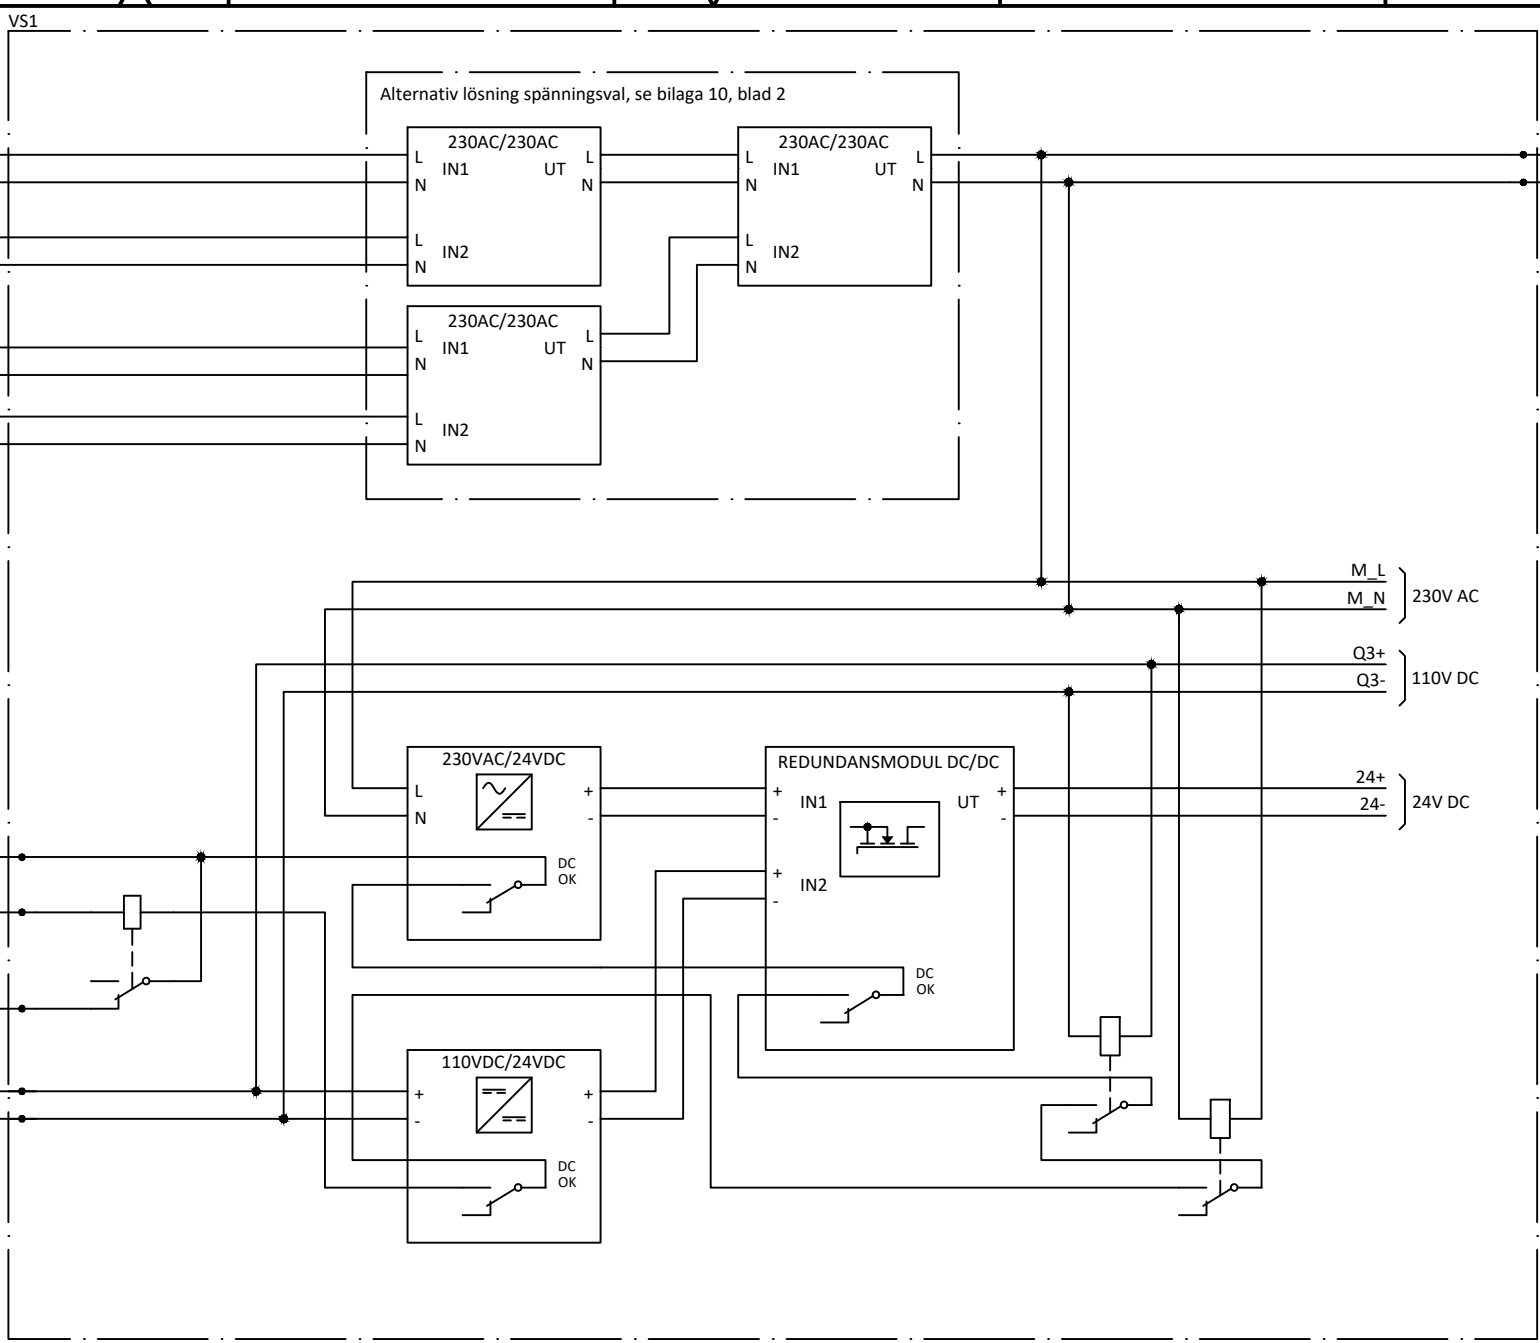 VS1
Alternativ lösning spänningsval, se bilaga 10, blad 2
230AC/230AC
L
IN1
UT
L
N
N
L
IN2
N
230AC/230AC
L
IN1
UT
L
N
N
L
IN2
N
230AC/230AC
L
IN1
UT
L
N
N
L
IN2
N
M_L
M_N
230V AC
Q3+
Q3-
110V DC
230VAC/24VDC
L
N
+
-
DC
OK
REDUNDANSMODUL DC/DC
+
IN1
UT
+
-
-
+
IN2
-
DC
OK
24+
24-
24V DC
110VDC/24VDC
+
+
-
-
DC
OK